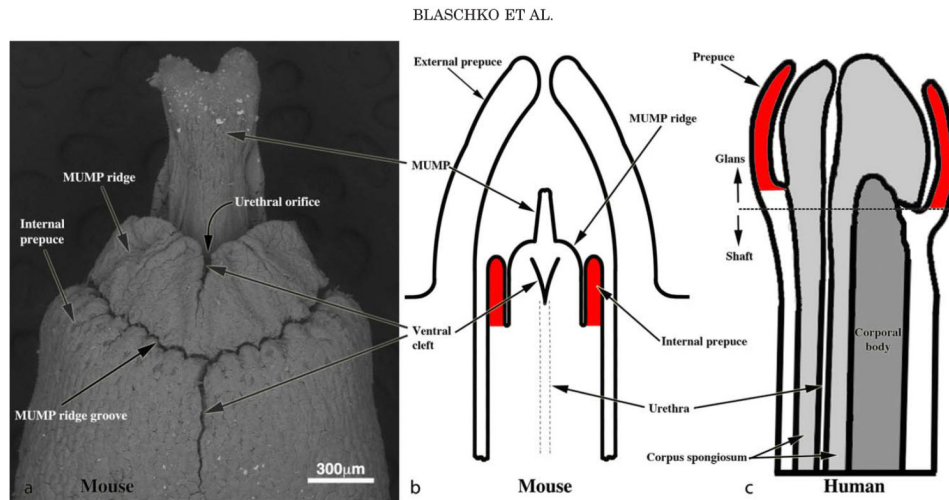 BLASCHKO ET AL.
MUMP ridge
Internal
prepuce
Urethral orifice
MUMP ridge groove
a
Mouse
300µm
External prepuce
MUMP
MUMP ridge
Ventral
cleft
Internal prepuce
Urethra
Corpus spongiosum
b
Mouse
Prepuce
Glans
Shaft
Corporal
body
c
Human